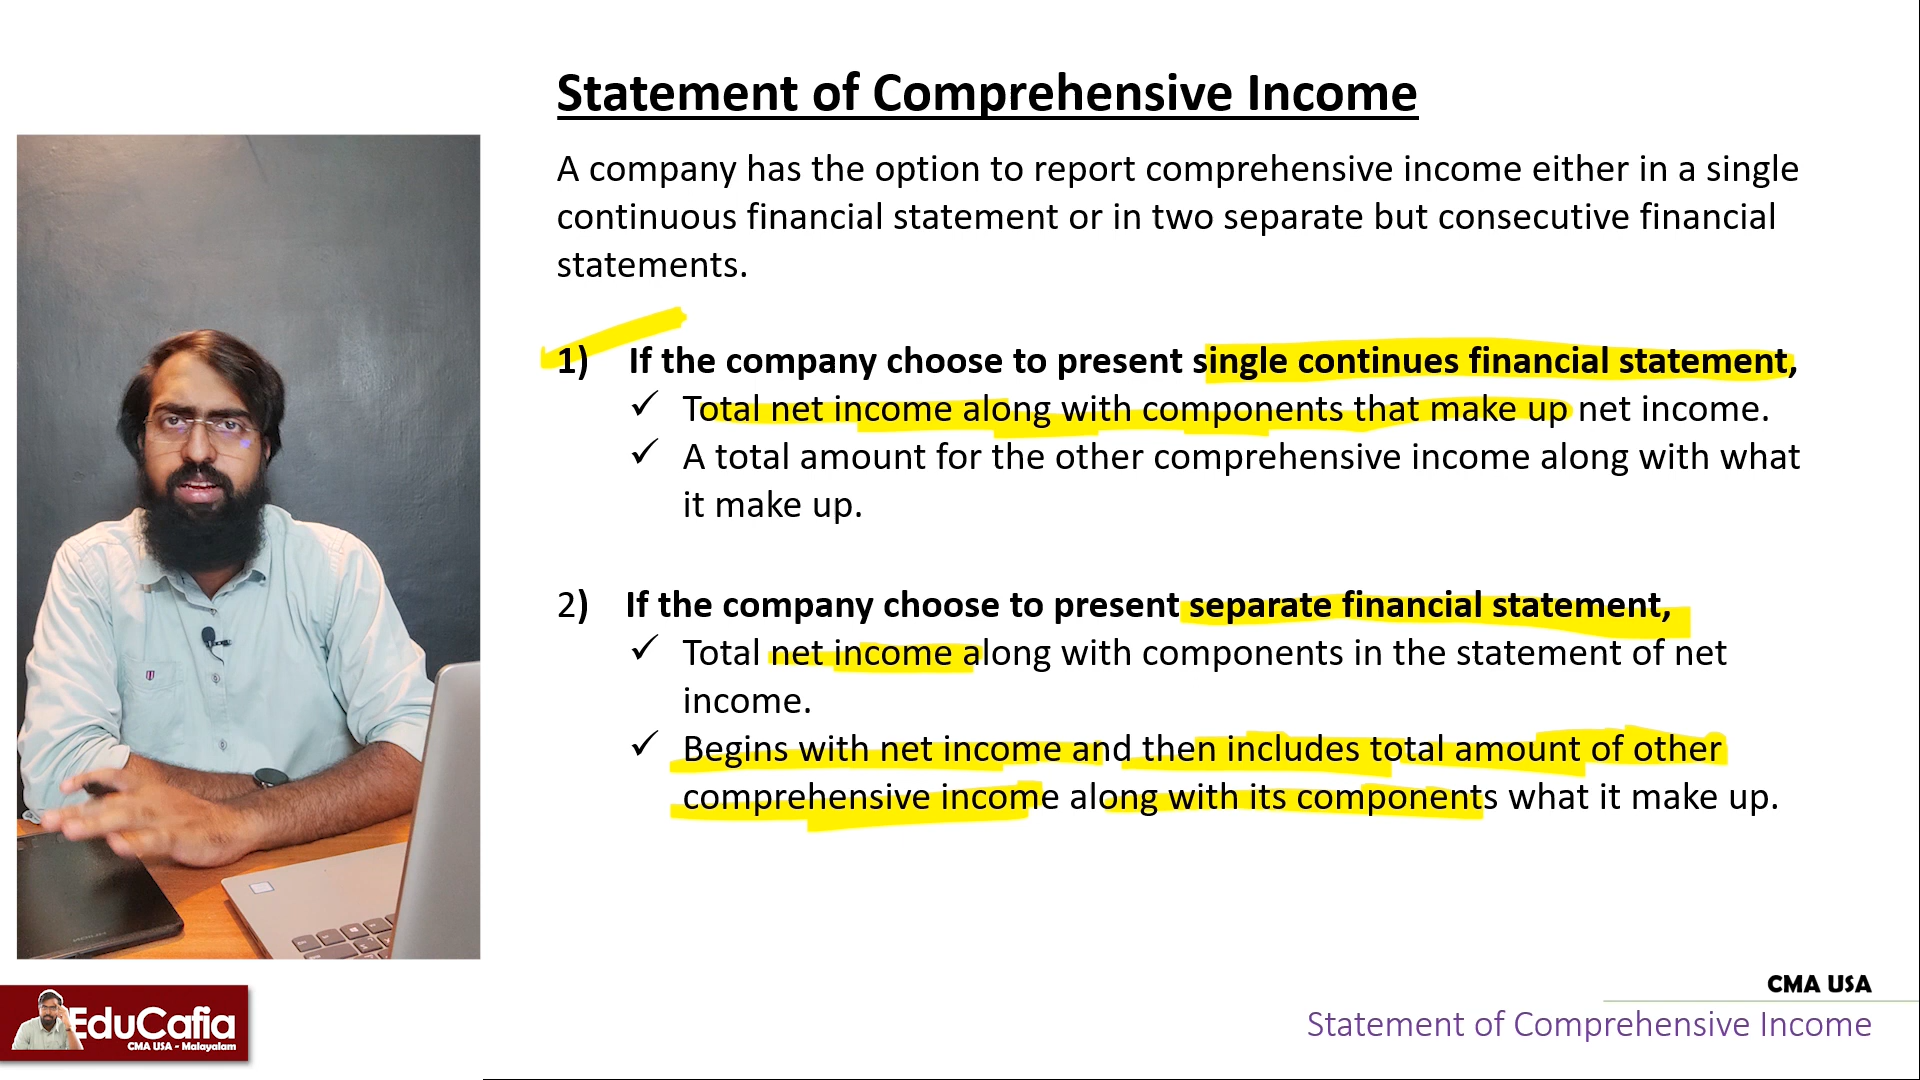 Statement of Comprehensive Income
A company has the option to report comprehensive income either in a single
continuous financial statement or in two separate but consecutive financial
statements.
1) If the company choose to present single continues financial statement,
✓ Total net income along with components that make up net income.
✓ A total amount for the other comprehensive income along with what
it make up.
2) If the company choose to present separate financial statement,
✓ Total net income along with components in the statement of net
income.
✓ Begins with net income and then includes total amount of other
comprehensive income along with its components what it make up.
CMA USA
Statement of Comprehensive Income
EduCafia
CMA USA - Malayalam